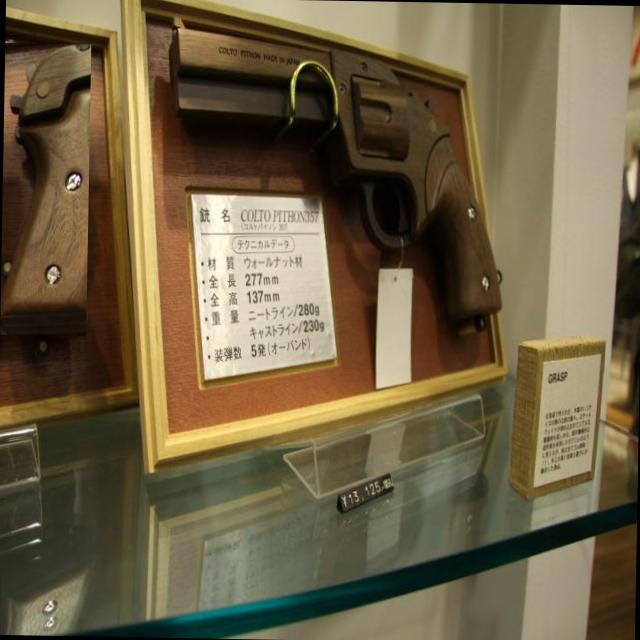 COLTO PITHON MADE IN JAPAN
銃 名 COLTO PITHON357
(コルトパイソン 357)
テクニカルデータ
・材 質 ウォールナット材
・全 長 277mm
・全 高 137mm
・重 量 ニートライン/280g
・ キャストライン/230g
・装弾数 5発(オーバンド)
¥13,125
GRASP